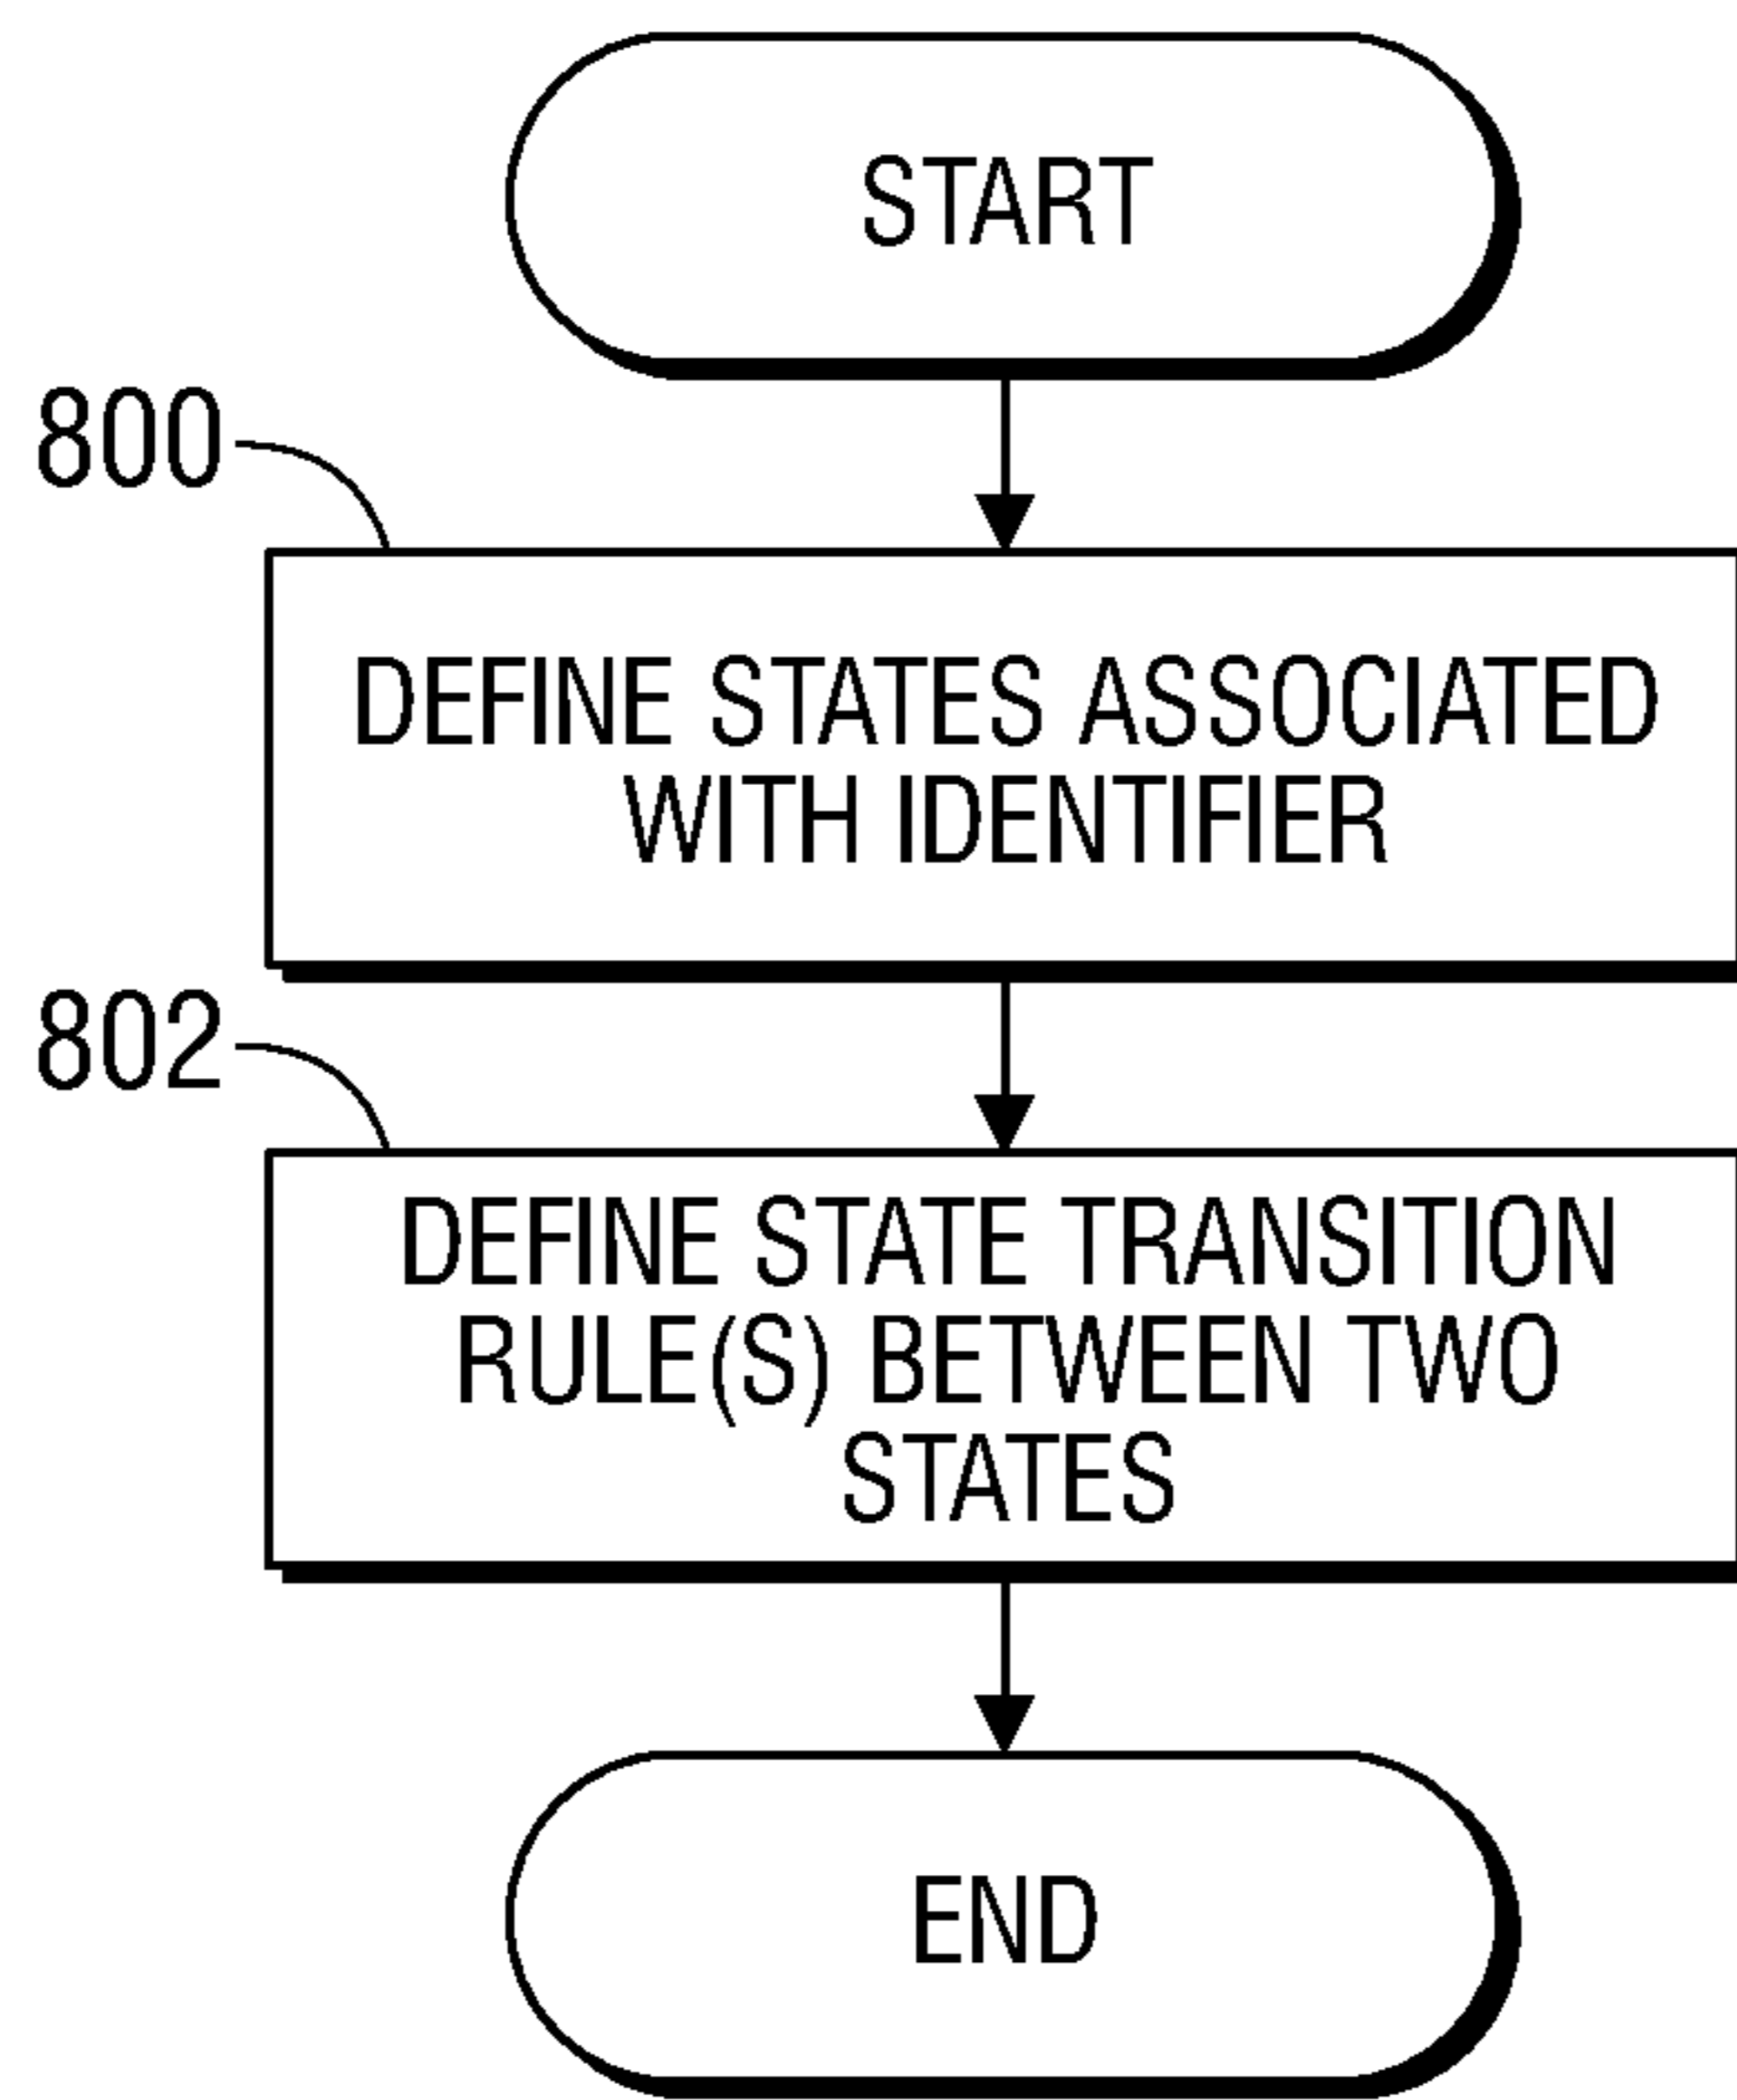 START
800
DEFINE STATES ASSOCIATED
WITH IDENTIFIER
802
DEFINE STATE TRANSITION
RULE(S) BETWEEN TWO
STATES
END